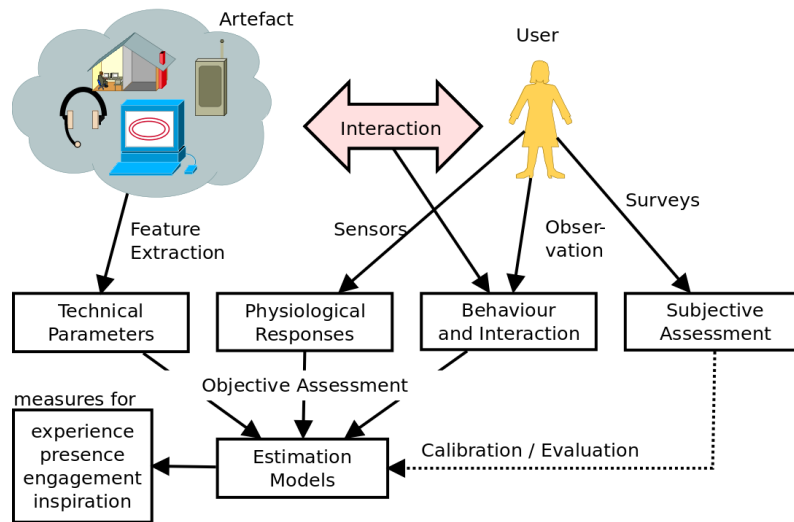 Artefact
User
Interaction
Feature
Extraction
Sensors
Obser-
vation
Surveys
Technical
Parameters
Physiological
Responses
Behaviour
and Interaction
Subjective
Assessment
Objective Assessment
measures for
experience
presence
engagement
inspiration
Estimation
Models
Calibration / Evaluation